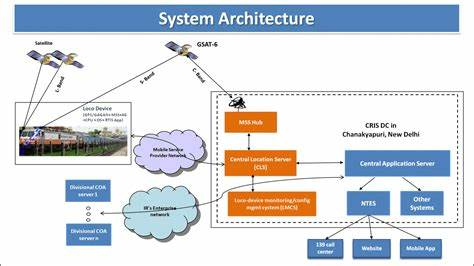 System Architecture
Satellite
GSAT-6
L- Band
S- Band
C- Band
Loco Device
(GPS/GAGAN+ MSS+4G
+CPU +OS+ RTIS App)
Mobile Service
Provider Network
MSS Hub
CRIS DC in
Chanakyapuri, New Delhi
Central Location Server
(CLS)
Central Application Server
Loco-device monitoring/config
mgmt system (LMCS)
NTES
Other
Systems
Divisional COA
server 1
IR's Enterprise
network
Divisional COA
server n
139 call
center
Website
Mobile App